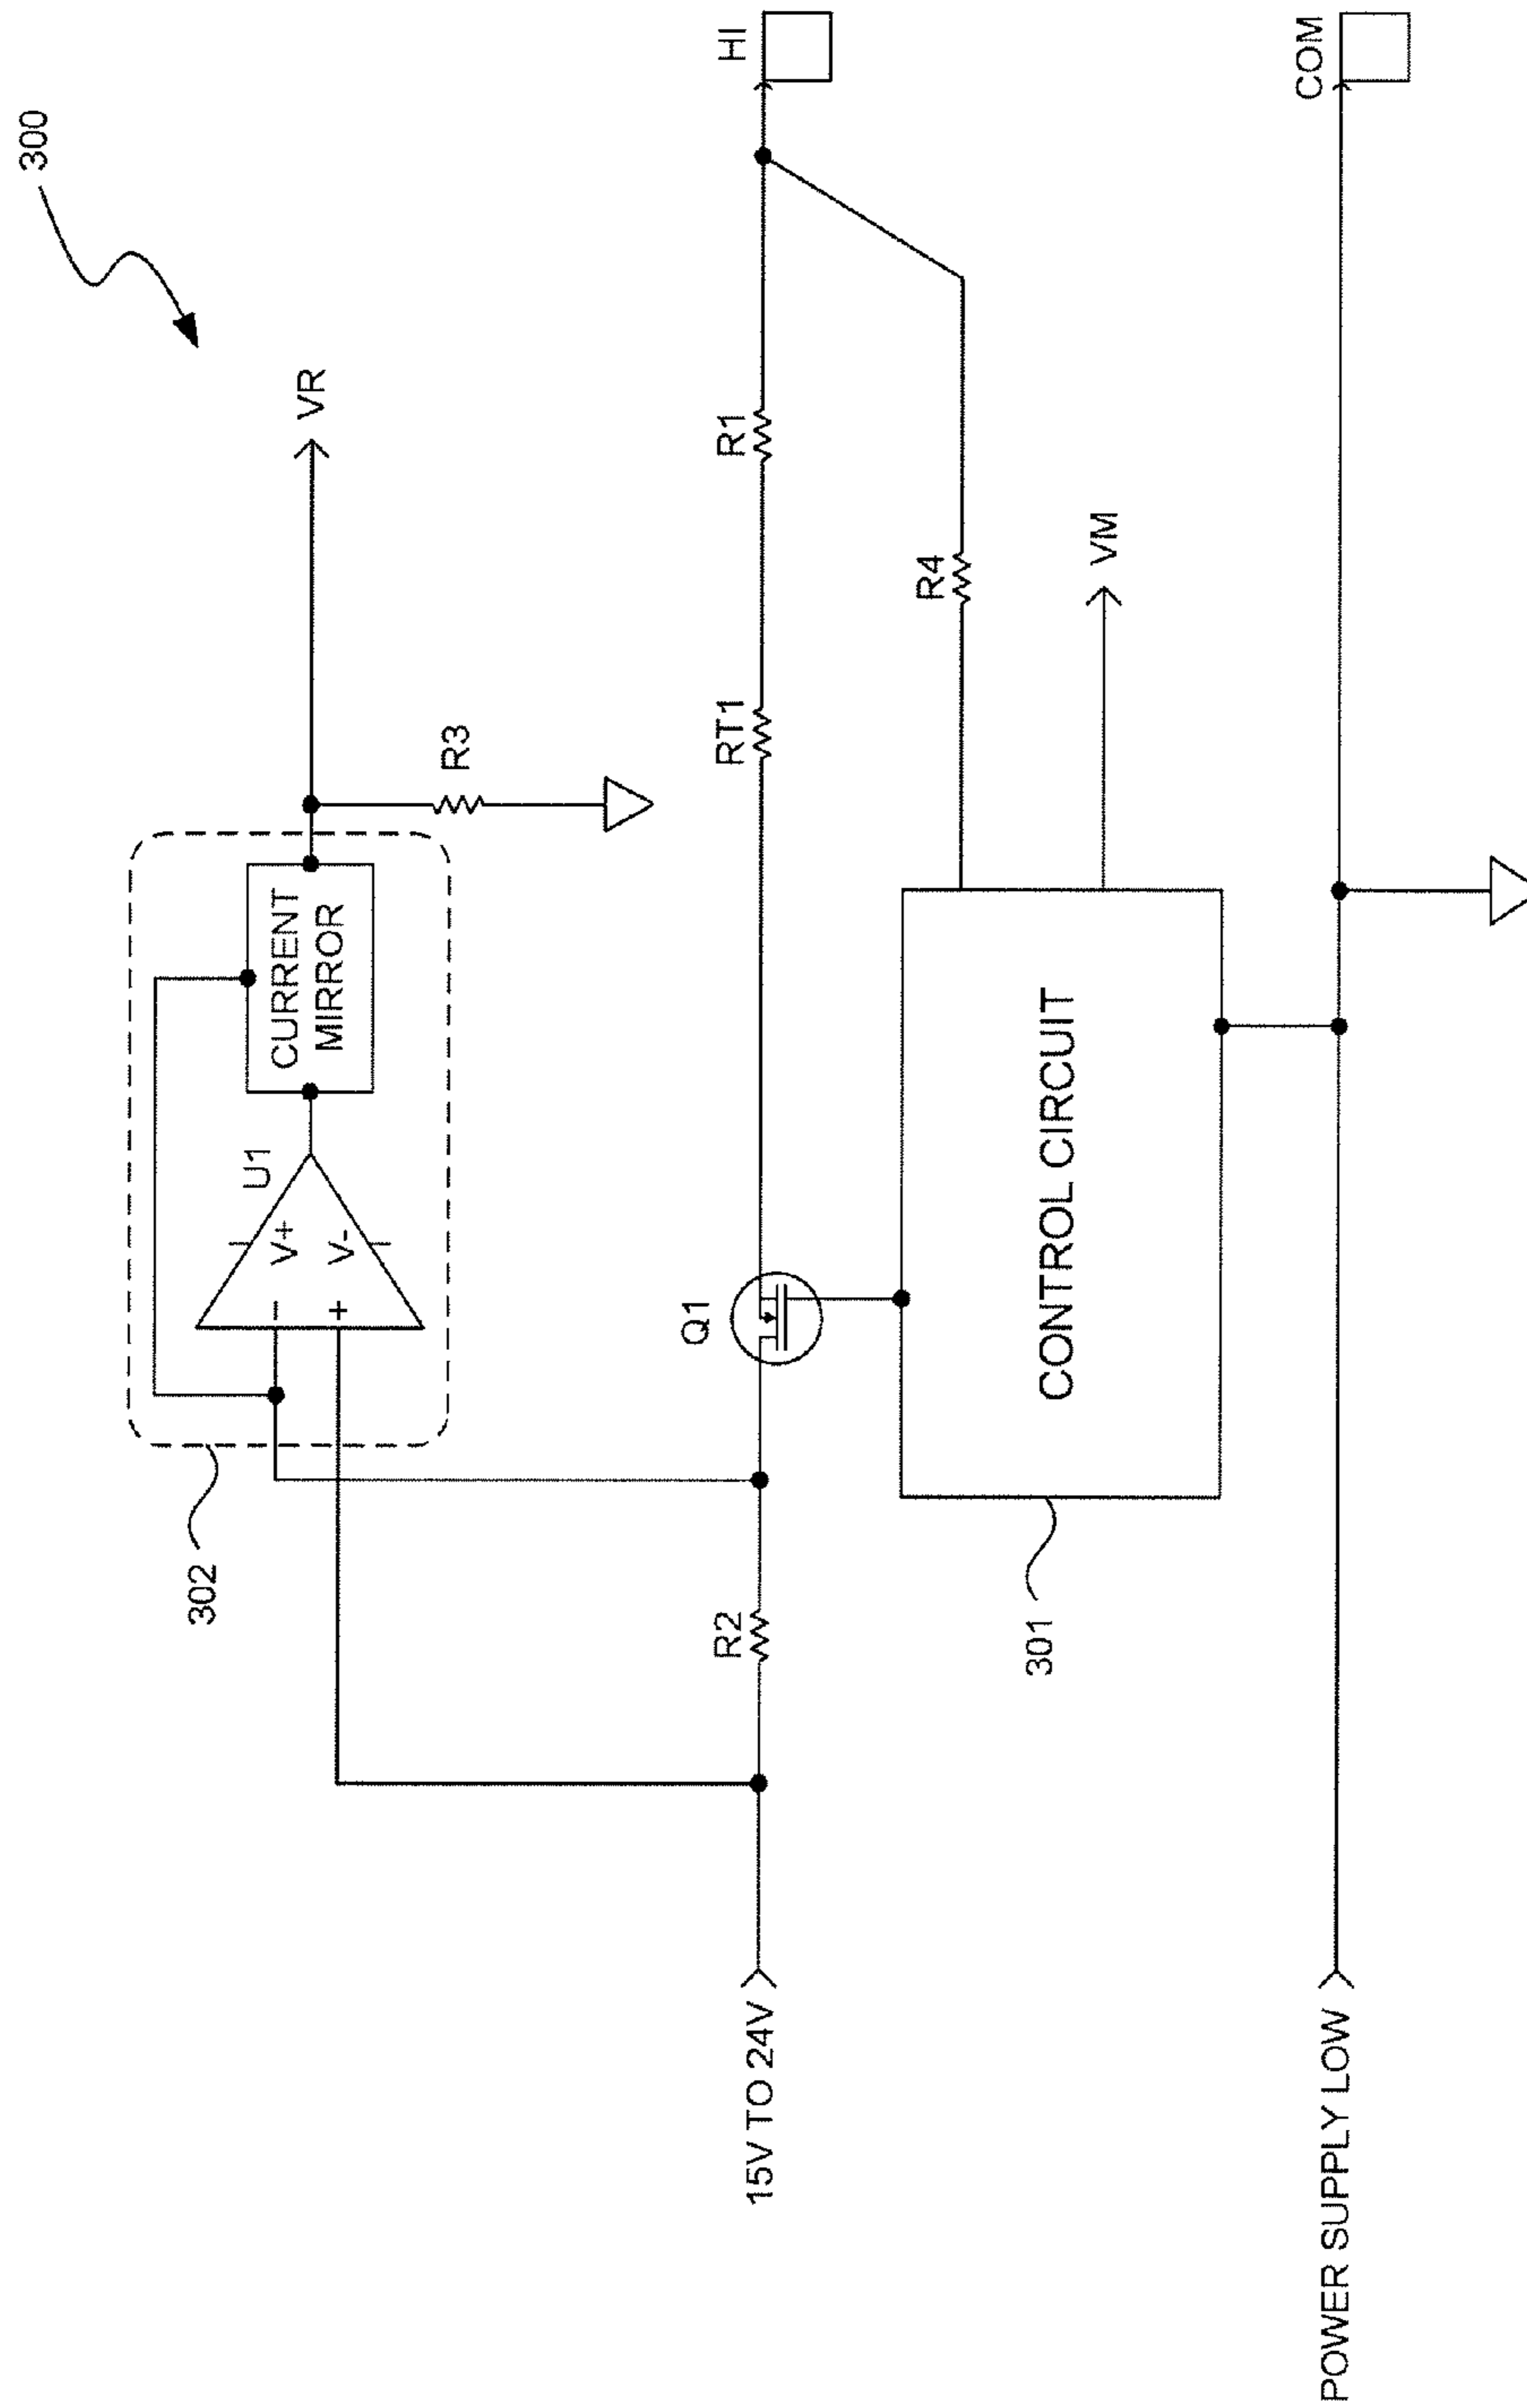 300
302
U1
V+
V-
−
+
CURRENT
MIRROR
VR
R3
15V TO 24V
R2
Q1
RT1
R1
HI
R4
301
CONTROL CIRCUIT
VM
POWER SUPPLY LOW
COM